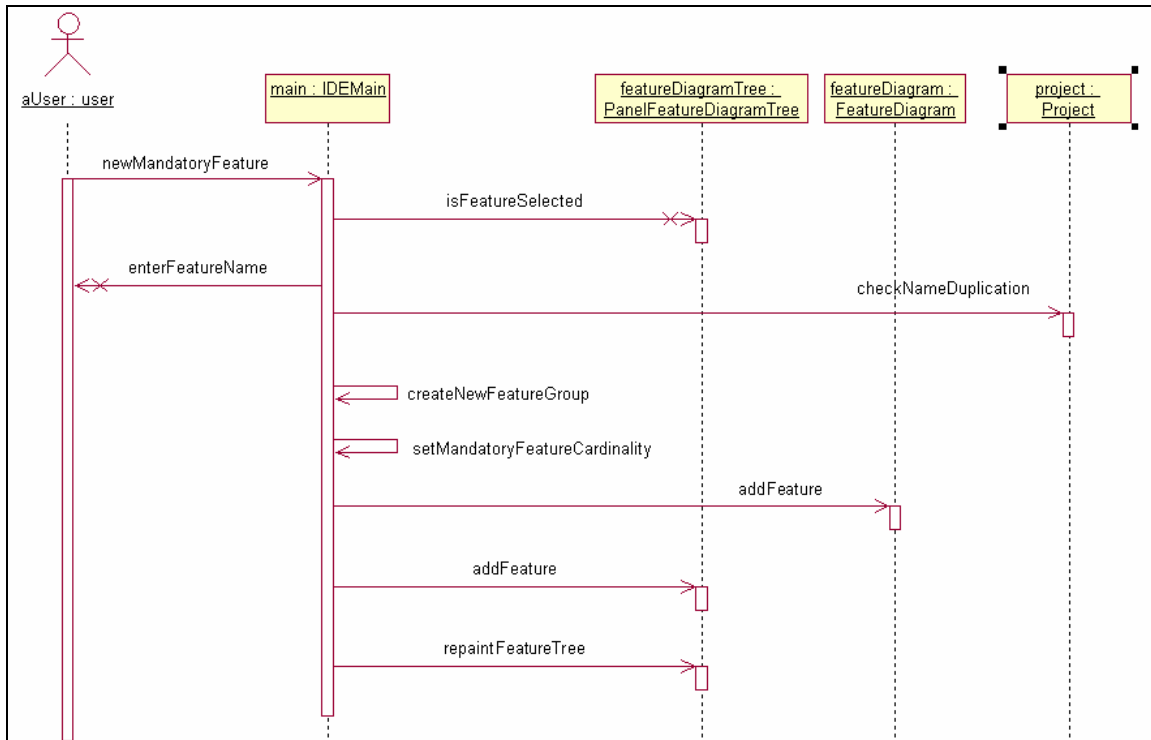 aUser : user
main : IDEMain
featureDiagramTree :
PanelFeatureDiagramTree
featureDiagram :
FeatureDiagram
project :
Project
newMandatoryFeature
isFeatureSelected
enterFeatureName
checkNameDuplication
createNewFeatureGroup
setMandatoryFeatureCardinality
addFeature
addFeature
repaintFeatureTree